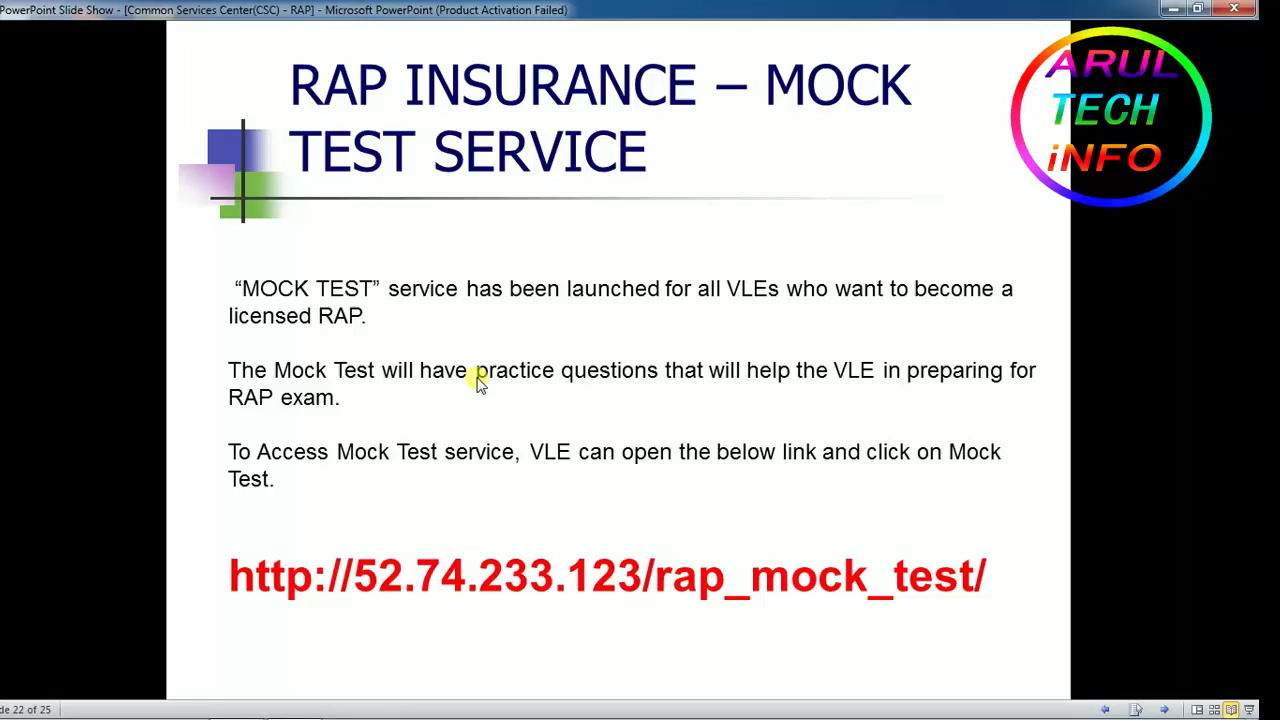 PowerPoint Slide Show - [Common Services Center(CSC) - RAP] - Microsoft PowerPoint (Product Activation Failed)
RAP INSURANCE – MOCK
TEST SERVICE
ARUL
TECH
iNFO
“MOCK TEST” service has been launched for all VLEs who want to become a
licensed RAP.
The Mock Test will have practice questions that will help the VLE in preparing for
RAP exam.
To Access Mock Test service, VLE can open the below link and click on Mock
Test.
http://52.74.233.123/rap_mock_test/
de 22 of 25